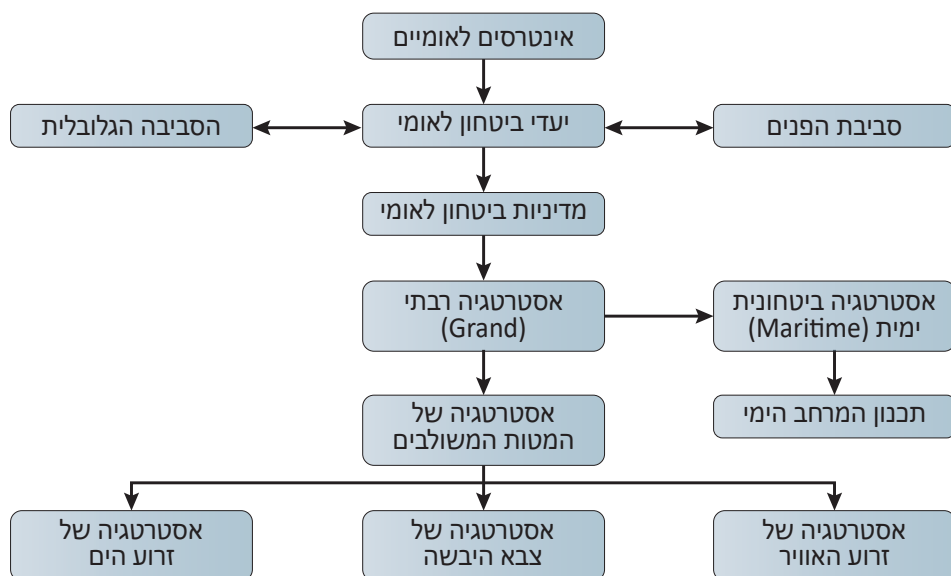 אינטרסים לאומיים
סביבת הפנים
יעדי ביטחון לאומי
הסביבה הגלובלית
מדיניות ביטחון לאומי
אסטרטגיה רבתי
(Grand)
אסטרטגיה ביטחונית
ימית (Maritime)
אסטרטגיה של
המטות המשולבים
תכנון המרחב הימי
אסטרטגיה של
זרוע האוויר
אסטרטגיה של
צבא היבשה
אסטרטגיה של
זרוע הים